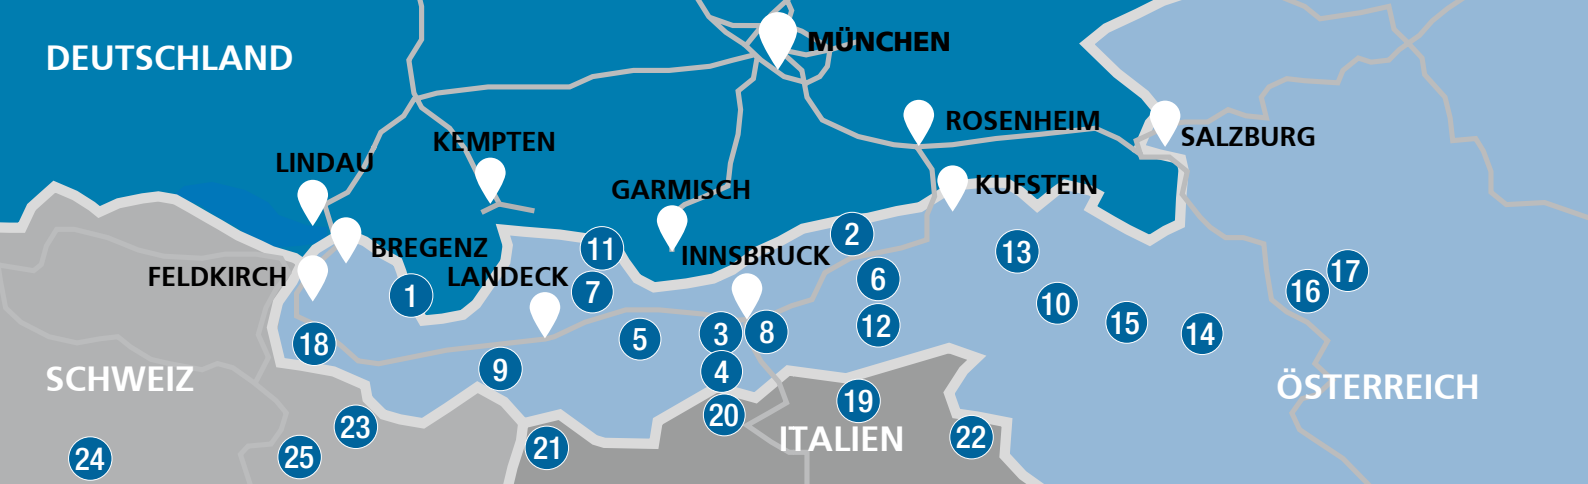 DEUTSCHLAND
MÜNCHEN
ROSENHEIM
SALZBURG
KEMPTEN
LINDAU
GARMISCH
KUFSTEIN
BREGENZ
INNSBRUCK
FELDKIRCH
LANDECK
11
2
13
1
7
6
10
16
17
18
5
3
8
12
15
14
9
4
SCHWEIZ
ÖSTERREICH
23
20
19
21
ITALIEN
22
24
25